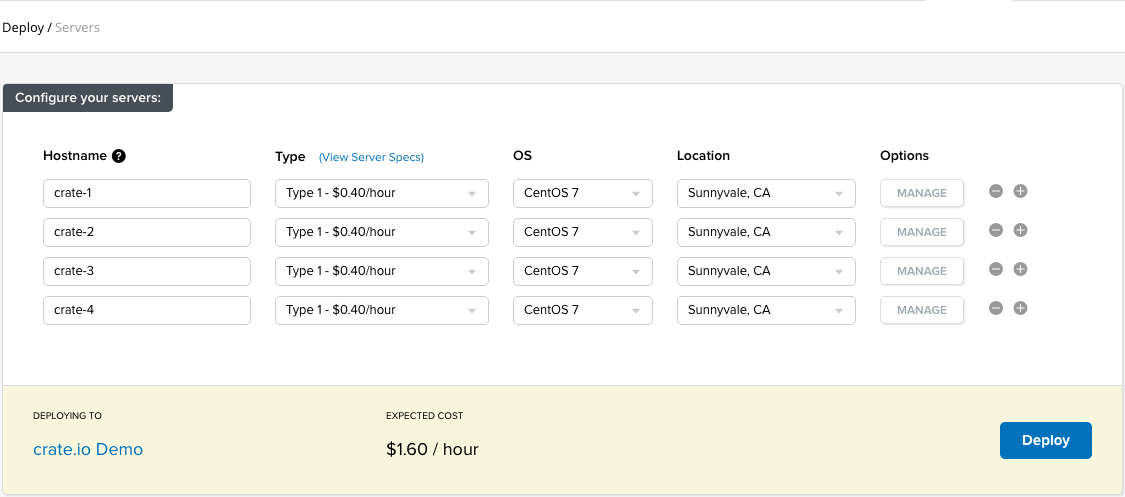 Deploy / Servers
Configure your servers:
Hostname ? Type (View Server Specs) OS Location Options
crate-1 Type 1 - $0.40/hour CentOS 7 Sunnyvale, CA MANAGE
crate-2 Type 1 - $0.40/hour CentOS 7 Sunnyvale, CA MANAGE
crate-3 Type 1 - $0.40/hour CentOS 7 Sunnyvale, CA MANAGE
crate-4 Type 1 - $0.40/hour CentOS 7 Sunnyvale, CA MANAGE
DEPLOYING TO EXPECTED COST
crate.io Demo $1.60 / hour Deploy